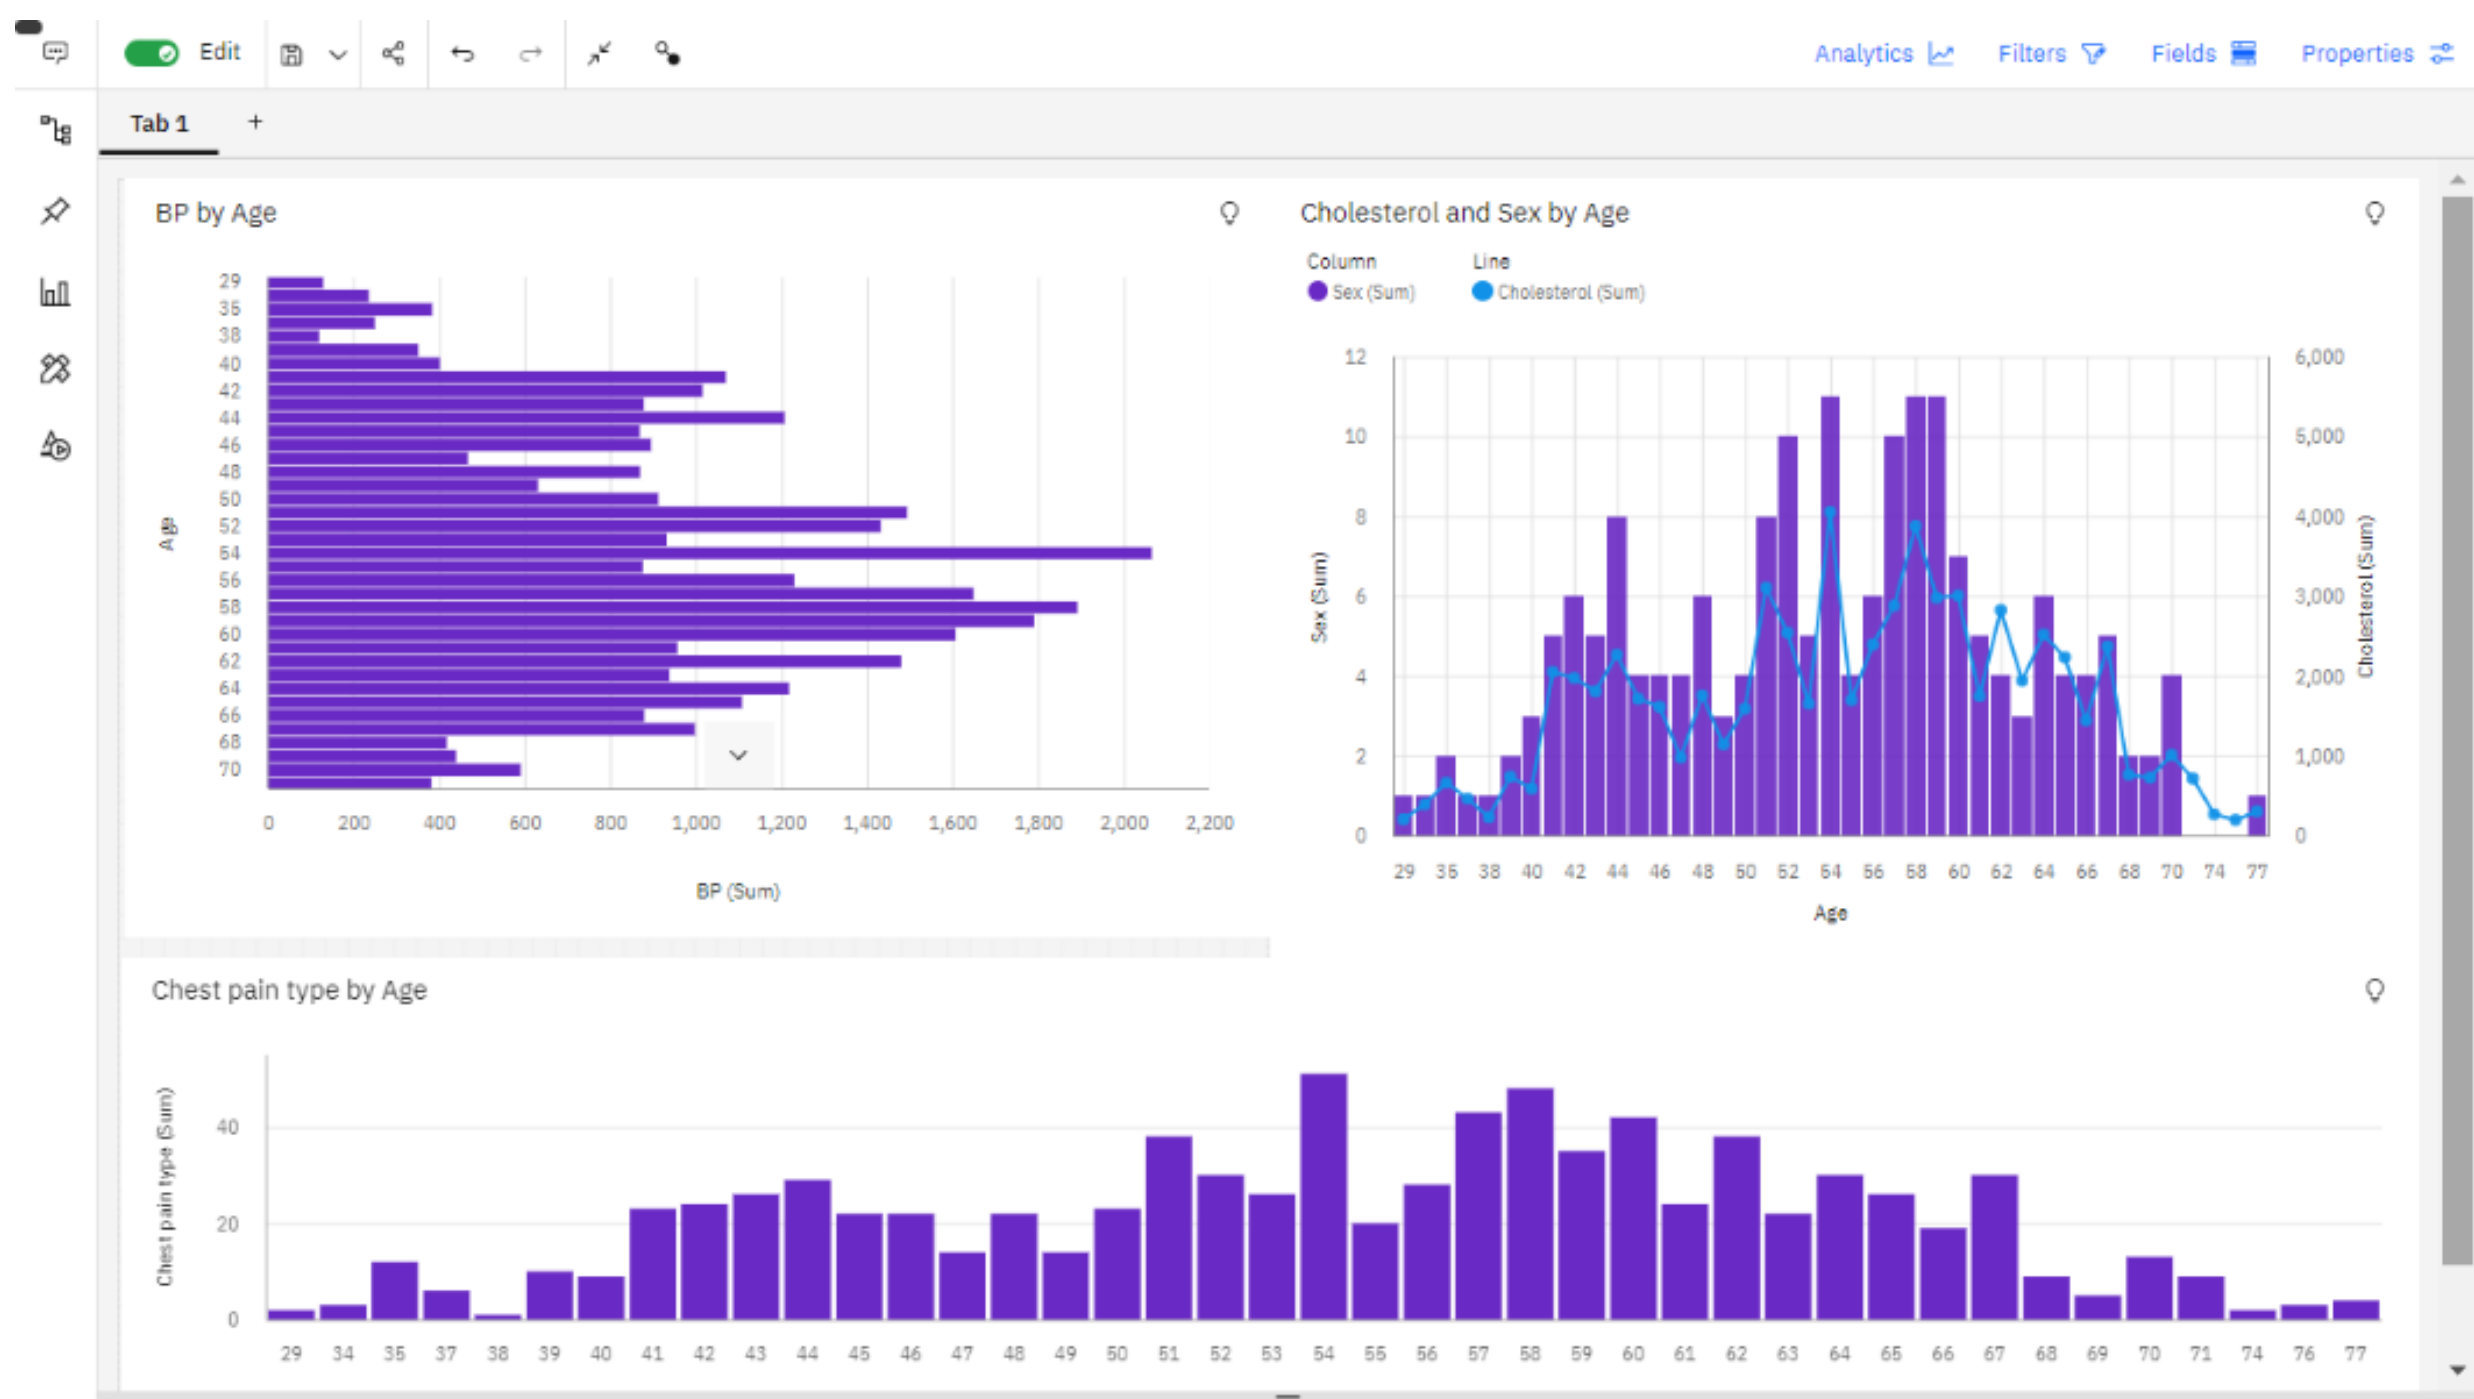 Edit
Analytics Filters Fields Properties
Tab 1 +
BP by Age
29
35
38
40
42
44
46
48
50
52
54
56
58
60
62
64
66
68
70
Age
0 200 400 600 800 1,000 1,200 1,400 1,600 1,800 2,000 2,200
BP (Sum)
Cholesterol and Sex by Age
Column Line
Sex (Sum) Cholesterol (Sum)
12
10
8
6
4
2
0
Sex (Sum)
6,000
5,000
4,000
3,000
2,000
1,000
0
Cholesterol (Sum)
29 35 38 40 42 44 46 48 50 52 54 56 58 60 62 64 66 68 70 74 77
Age
Chest pain type by Age
Chest pain type (Sum)
40
20
0
29 34 35 37 38 39 40 41 42 43 44 45 46 47 48 49 50 51 52 53 54 55 56 57 58 59 60 61 62 63 64 65 66 67 68 69 70 71 74 76 77